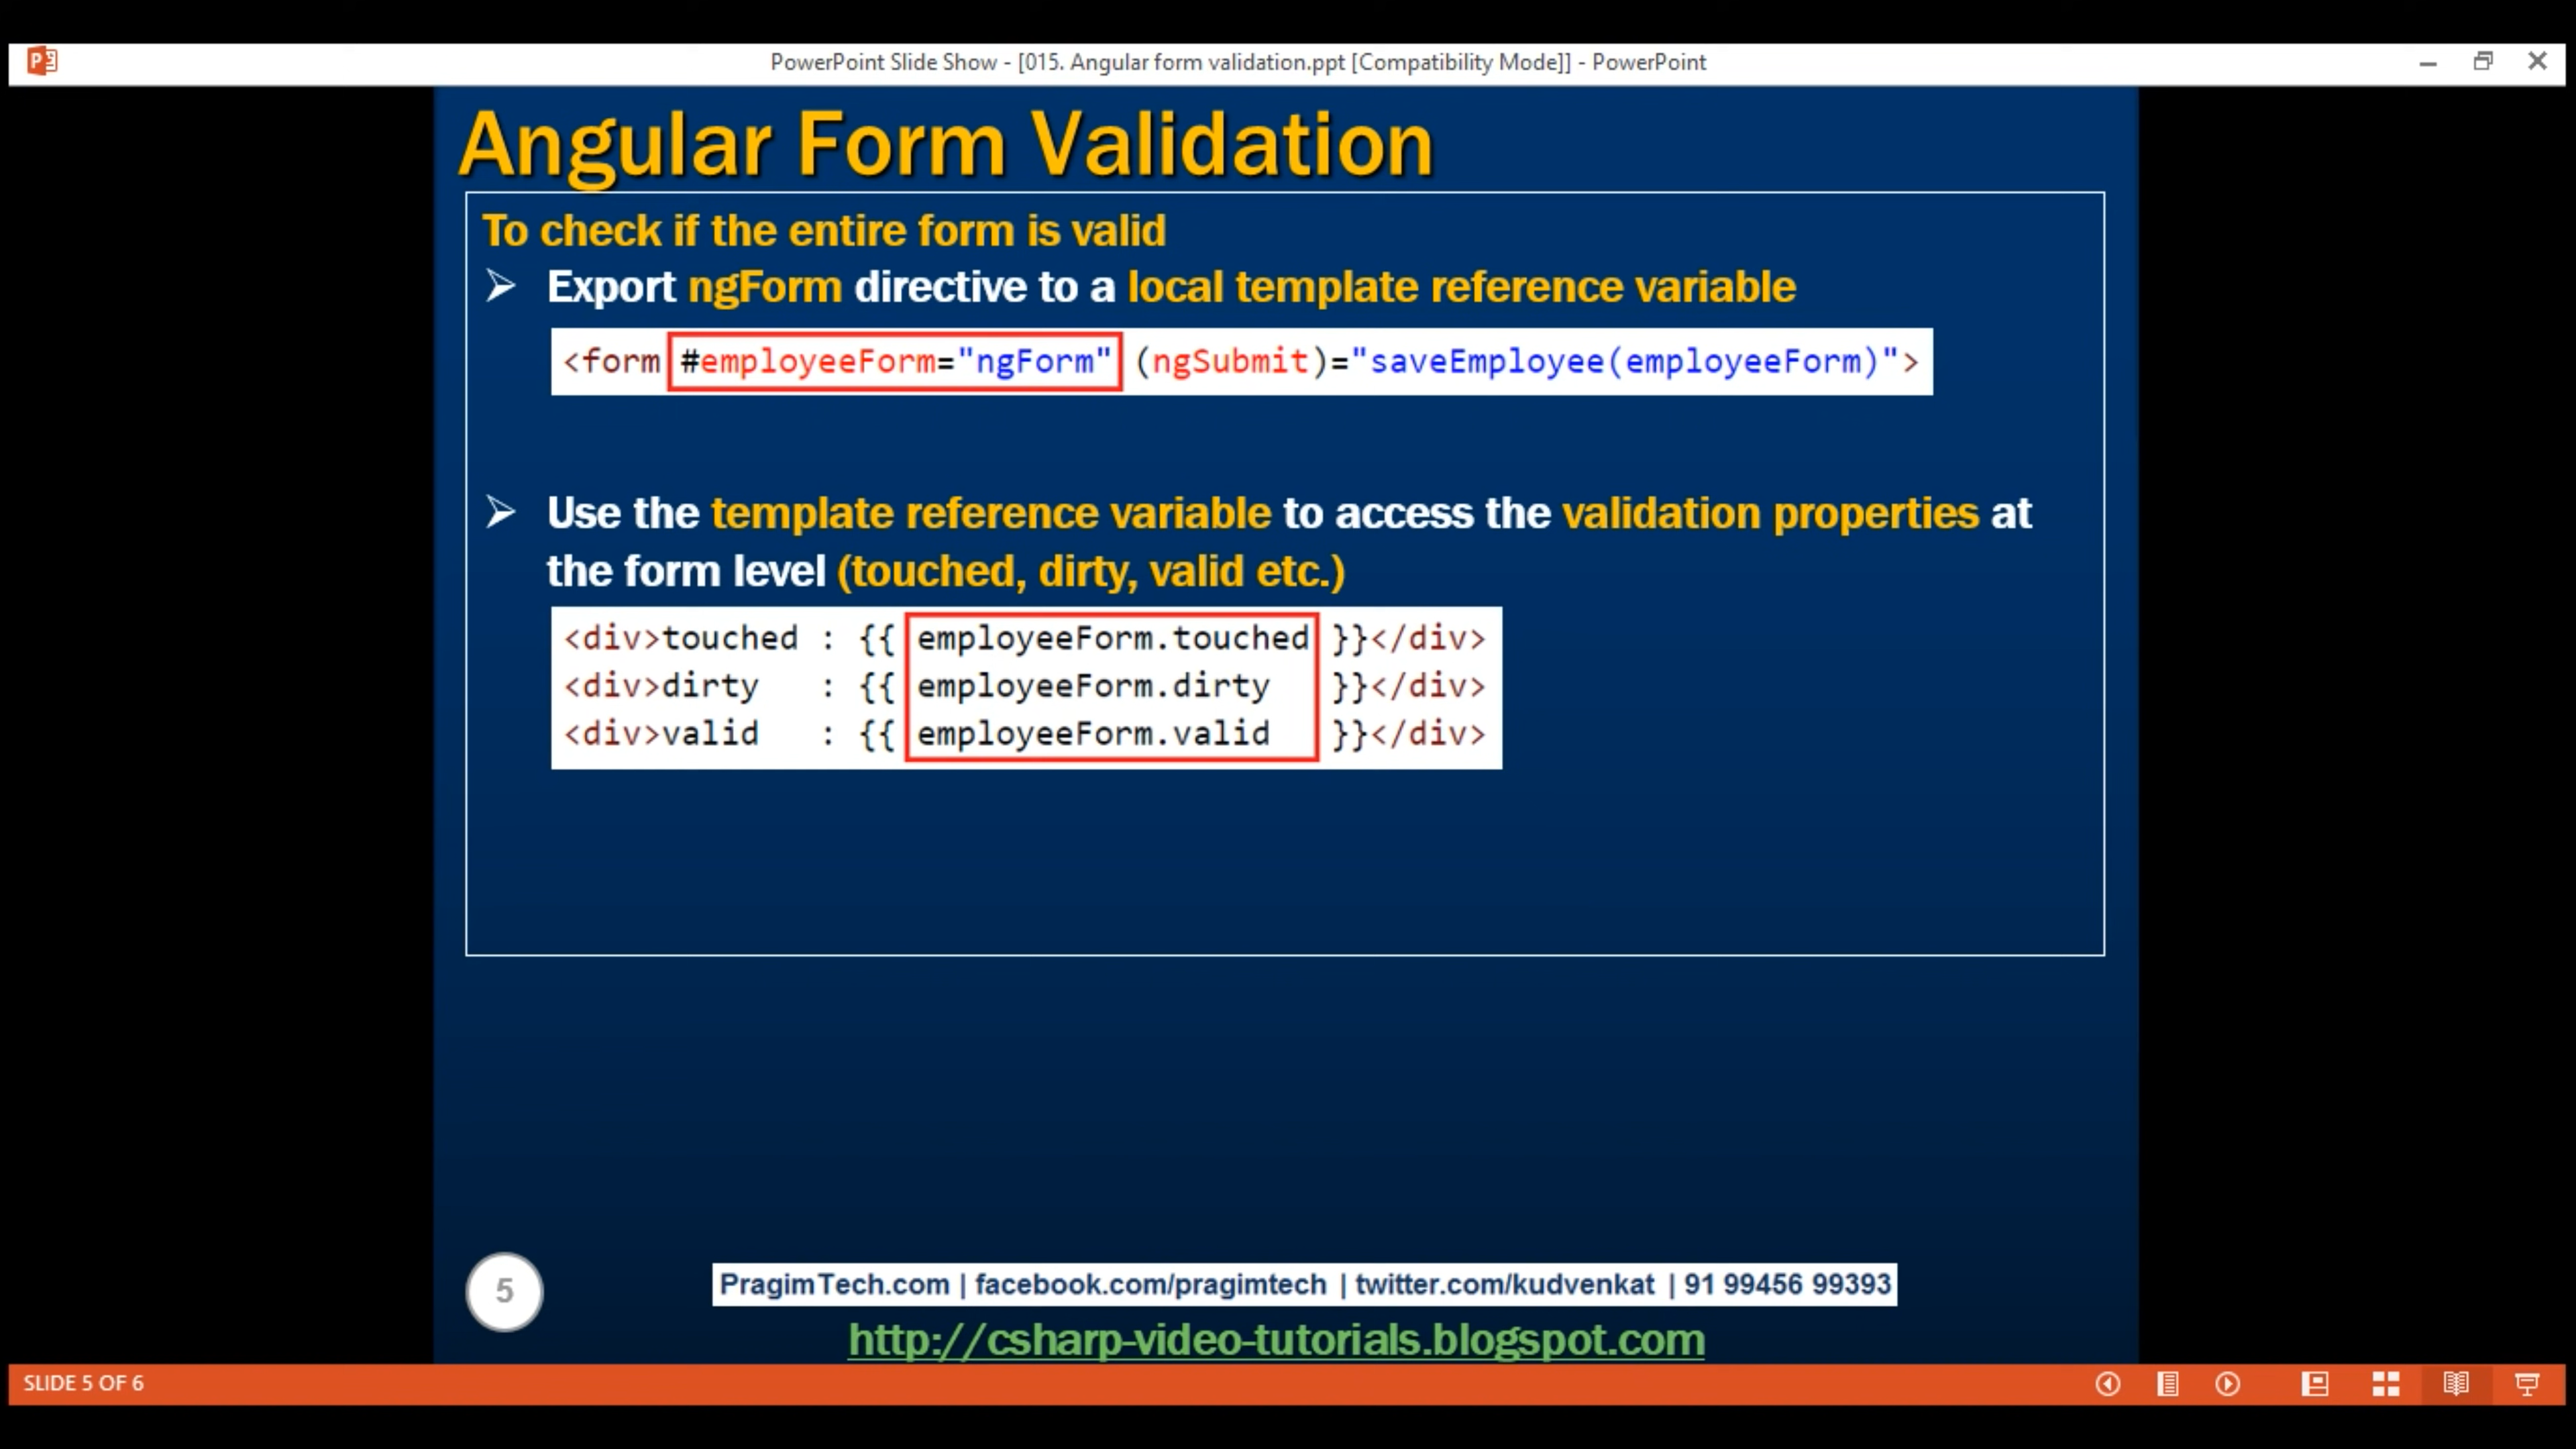 PowerPoint Slide Show - [015. Angular form validation.ppt [Compatibility Mode]] - PowerPoint
Angular Form Validation
To check if the entire form is valid
Export ngForm directive to a local template reference variable
<form #employeeForm="ngForm" (ngSubmit)="saveEmployee(employeeForm)">
Use the template reference variable to access the validation properties at
the form level (touched, dirty, valid etc.)
<div>touched : {{ employeeForm.touched }}</div>
<div>dirty : {{ employeeForm.dirty }}</div>
<div>valid : {{ employeeForm.valid }}</div>
5
PragimTech.com | facebook.com/pragimtech | twitter.com/kudvenkat | 91 99456 99393
http://csharp-video-tutorials.blogspot.com
SLIDE 5 OF 6